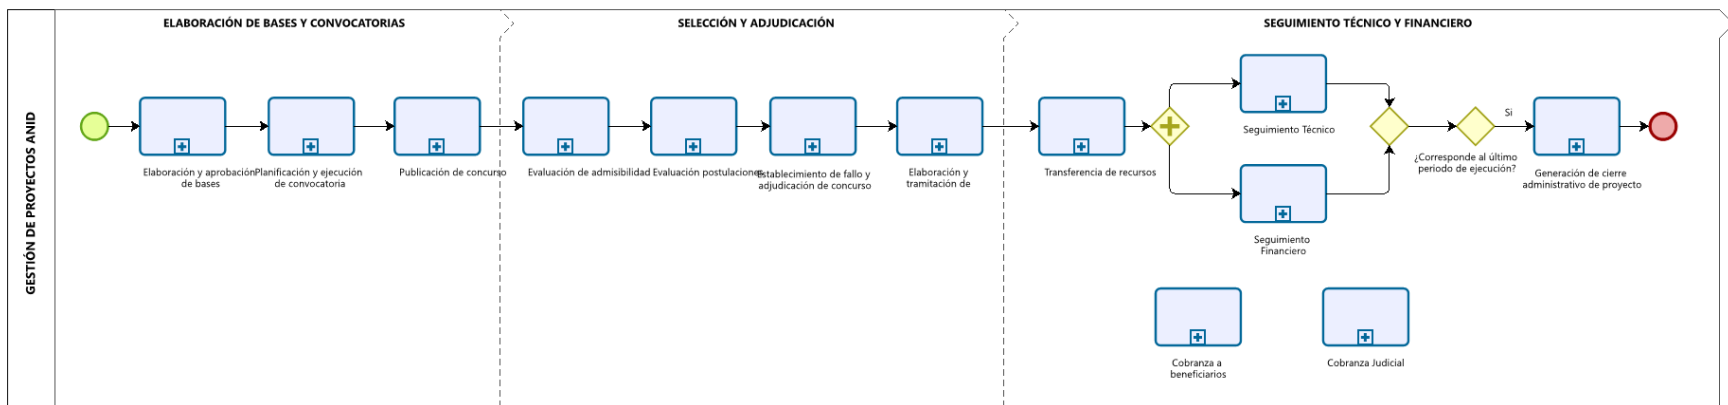 GESTIÓN DE PROYECTOS ANID
ELABORACIÓN DE BASES Y CONVOCATORIAS
SELECCIÓN Y ADJUDICACIÓN
SEGUIMIENTO TÉCNICO Y FINANCIERO
Elaboración y aprobación
de bases
Planificación y ejecución
de convocatoria
Publicación de concurso
Evaluación de admisibilidad
Evaluación postulaciones
Establecimiento de fallo y
adjudicación de concurso
Elaboración y
tramitación de
Transferencia de recursos
Seguimiento Técnico
Seguimiento
Financiero
¿Corresponde al último
periodo de ejecución?
Si
Generación de cierre
administrativo de proyecto
Cobranza a
beneficiarios
Cobranza Judicial